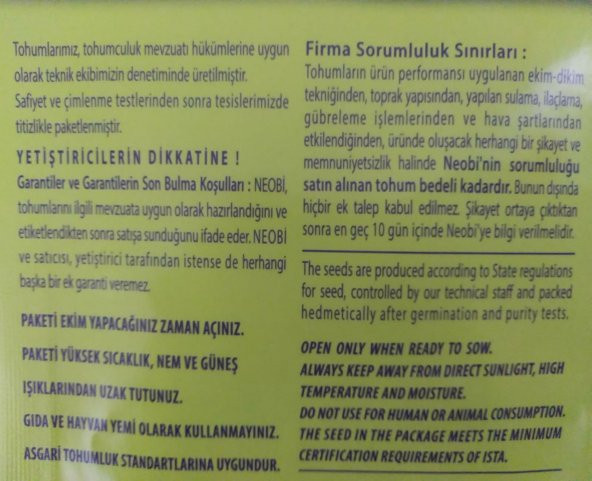 Tohumlarımız, tohumculuk mevzuatı hükümlerine uygun
olarak teknik ekibimizin denetiminde üretilmiştir.
Safiyet ve çimlenme testlerinden sonra tesislerimizde
titizlikle paketlenmiştir.
YETİŞTİRİCİLERİN DİKKATİNE !
Garantiler ve Garantilerin Son Bulma Koşulları : NEOBİ,
tohumlarını ilgili mevzuata uygun olarak hazırlandığını ve
etiketlendikten sonra satışa sunduğunu ifade eder. NEOBİ
ve satıcısı, yetiştirici tarafından istense de herhangi
başka bir ek garanti veremez.
PAKETİ EKİM YAPACAĞINIZ ZAMAN AÇINIZ.
PAKETİ YÜKSEK SICAKLIK, NEM VE GÜNEŞ
IŞIKLARINDAN UZAK TUTUNUZ.
GIDA VE HAYVAN YEMİ OLARAK KULLANMAYINIZ.
ASGARİ TOHUMLUK STANDARTLARINA UYGUNDUR.
Firma Sorumluluk Sınırları :
Tohumların ürün performansı uygulanan ekim-dikim
tekniğinden, toprak yapısından, yapılan sulama, ilaçlama,
gübreleme işlemlerinden ve hava şartlarından
etkilendiğinden, üründe oluşacak herhangi bir şikayet ve
memnuniyetsizlik halinde Neobi'nin sorumluluğu
satın alınan tohum bedeli kadardır. Bunun dışında
hiçbir ek talep kabul edilmez. Şikayet ortaya çıktıktan
sonra en geç 10 gün içinde Neobi'ye bilgi verilmelidir.
The seeds are produced according to State regulations
for seed, controlled by our technical staff and packed
hedmetically after germination and purity tests.
OPEN ONLY WHEN READY TO SOW.
ALWAYS KEEP AWAY FROM DIRECT SUNLIGHT, HIGH
TEMPERATURE AND MOISTURE.
DO NOT USE FOR HUMAN OR ANIMAL CONSUMPTION.
THE SEED IN THE PACKAGE MEETS THE MINIMUM
CERTIFICATION REQUIREMENTS OF ISTA.